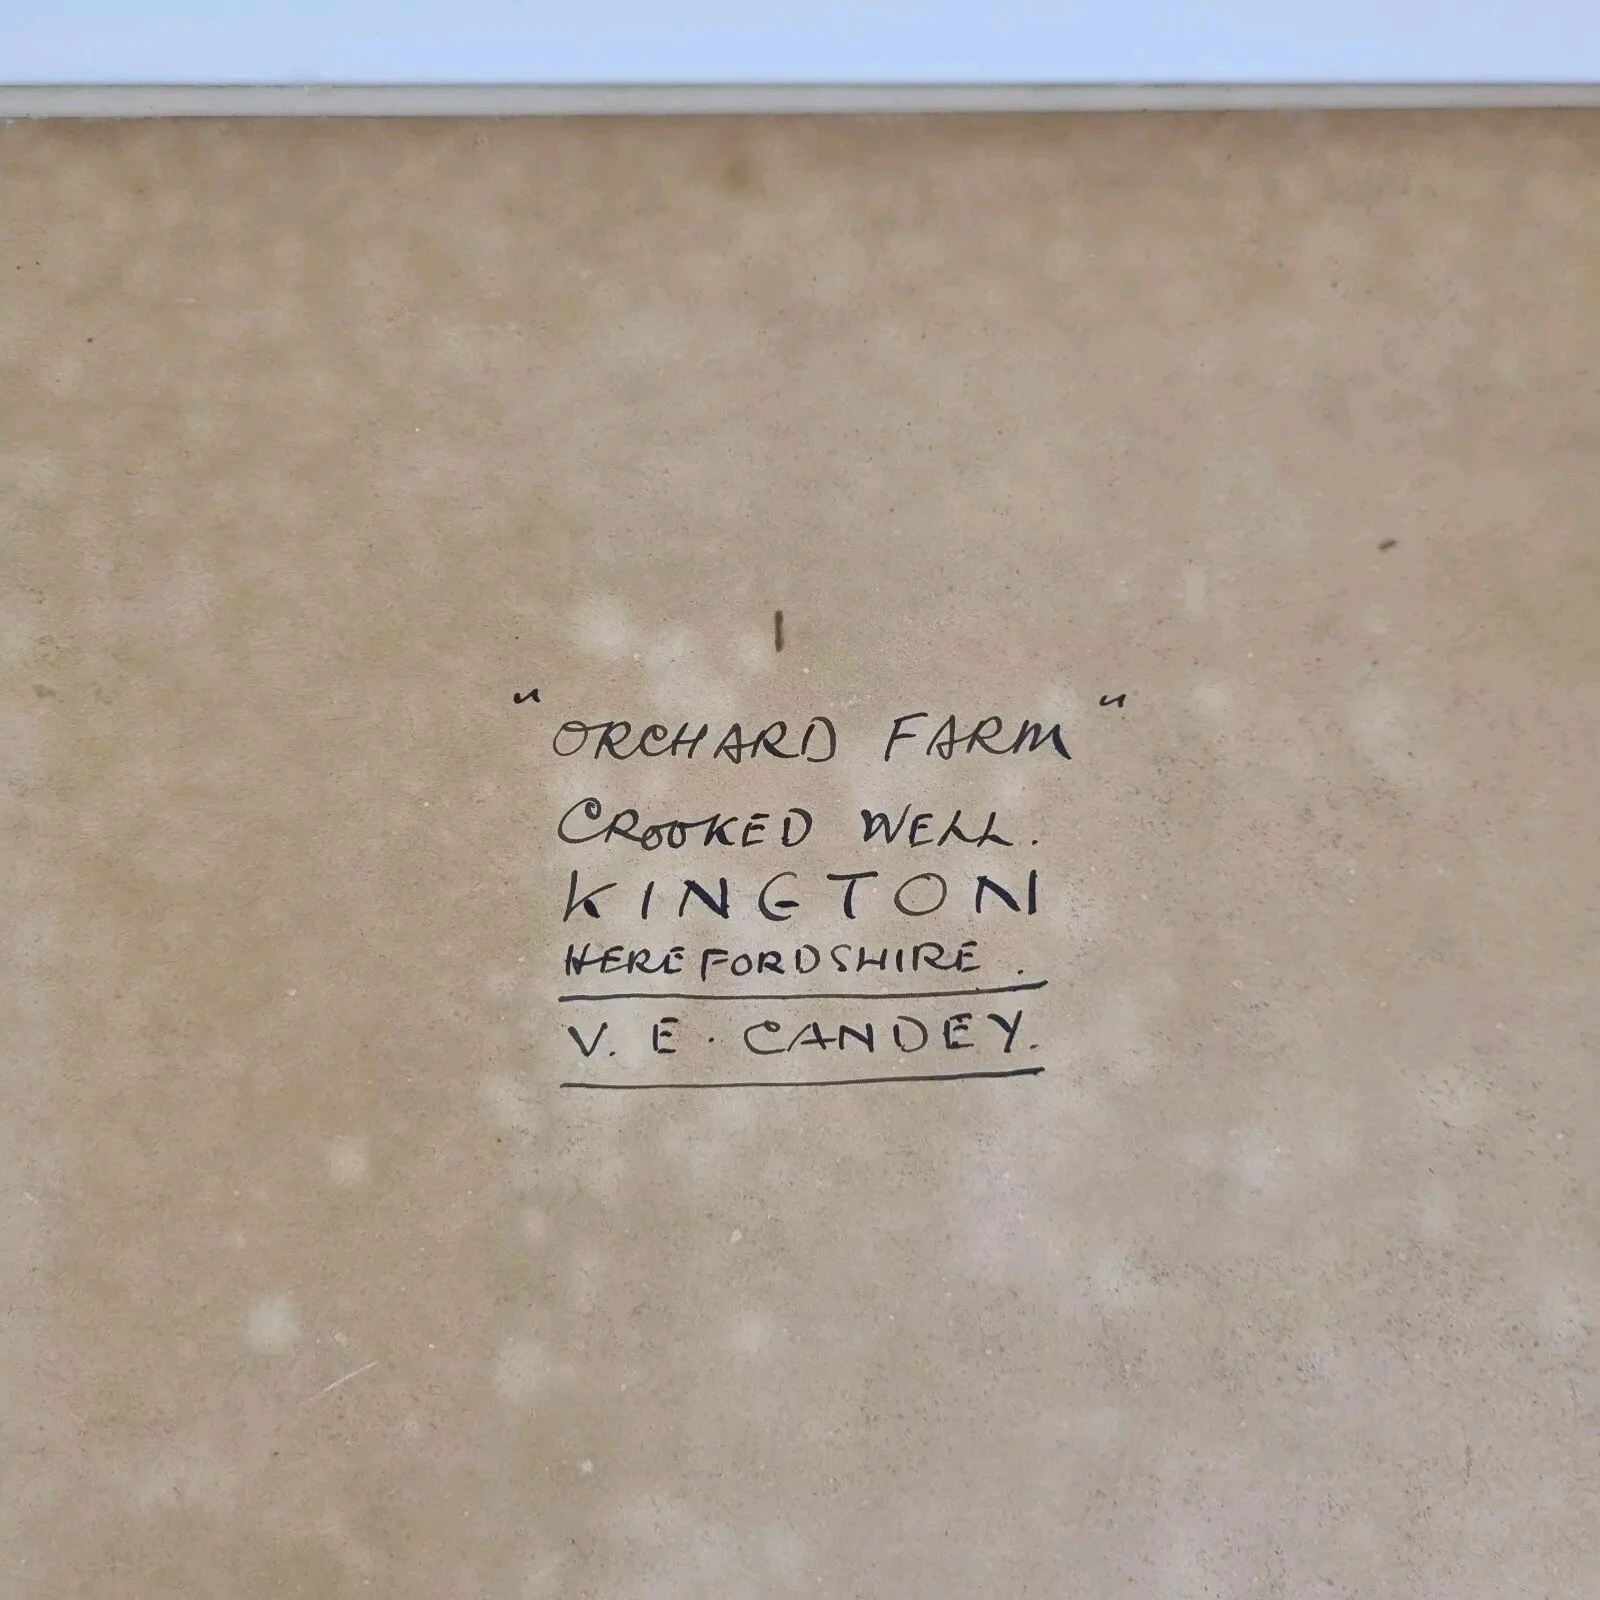 "ORCHARD FARM"
CROOKED WELL.
KINGTON
HEREFORDSHIRE.
V. E. CANDEY.